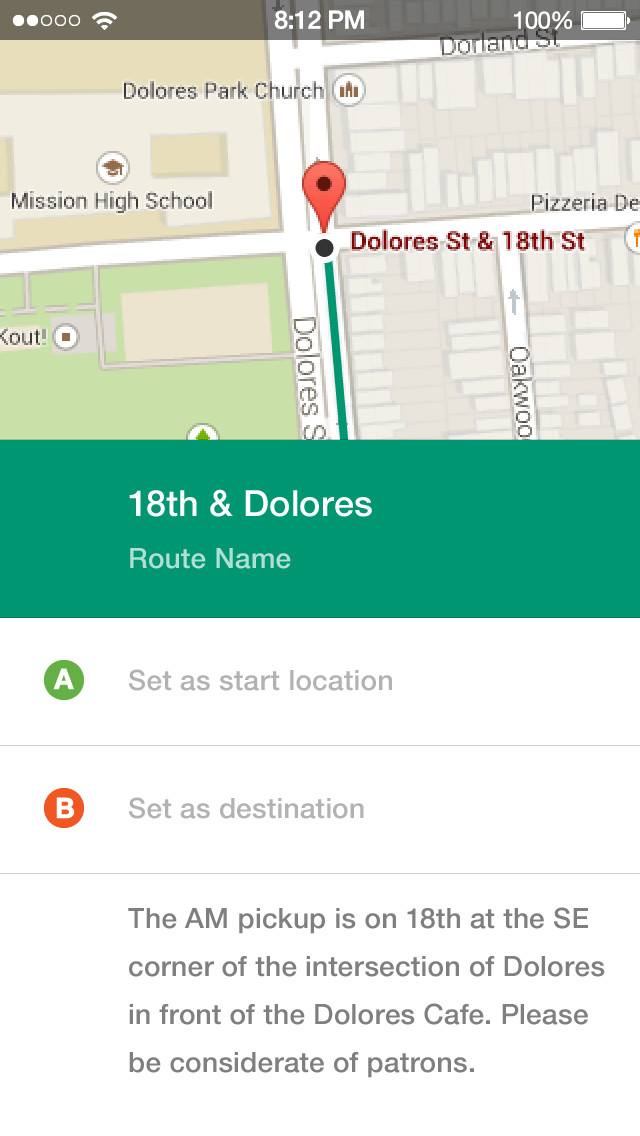 8:12 PM
100%
Dorland St
Dolores Park Church
Mission High School
Pizzeria De
Dolores St & 18th St
Kout!
Dolores S
Oakwoo
18th & Dolores
Route Name
A
Set as start location
B
Set as destination
The AM pickup is on 18th at the SE
corner of the intersection of Dolores
in front of the Dolores Cafe. Please
be considerate of patrons.